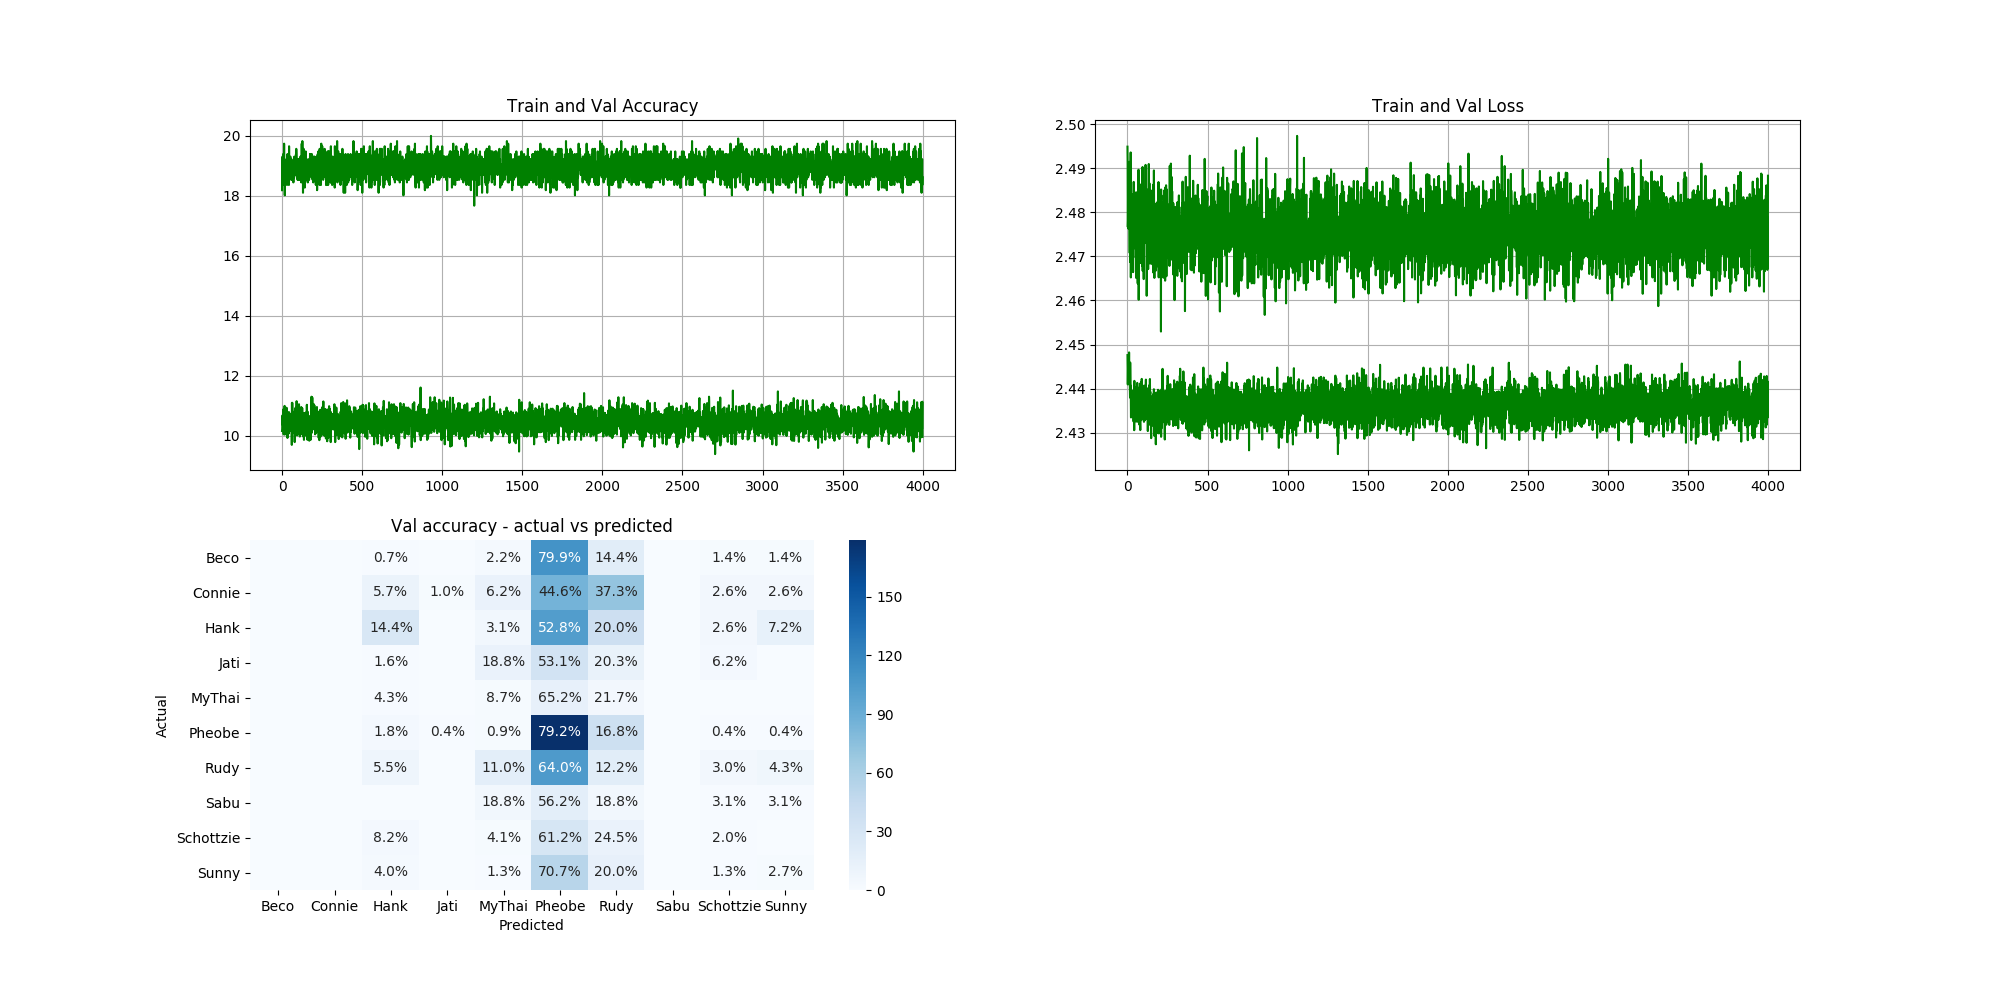 Train and Val Accuracy
20
18
16
14
12
10
0 500 1000 1500 2000 2500 3000 3500 4000
Train and Val Loss
2.50
2.49
2.48
2.47
2.46
2.45
2.44
2.43
0 500 1000 1500 2000 2500 3000 3500 4000
Val accuracy - actual vs predicted
Actual
Beco 0.7% 2.2% 79.9% 14.4% 1.4% 1.4%
Connie 5.7% 1.0% 6.2% 44.6% 37.3% 2.6% 2.6%
Hank 14.4% 3.1% 52.8% 20.0% 2.6% 7.2%
Jati 1.6% 18.8% 53.1% 20.3% 6.2%
MyThai 4.3% 8.7% 65.2% 21.7%
Pheobe 1.8% 0.4% 0.9% 79.2% 16.8% 0.4% 0.4%
Rudy 5.5% 11.0% 64.0% 12.2% 3.0% 4.3%
Sabu 18.8% 56.2% 18.8% 3.1% 3.1%
Schottzie 8.2% 4.1% 61.2% 24.5% 2.0%
Sunny 4.0% 1.3% 70.7% 20.0% 1.3% 2.7%
Beco Connie Hank Jati MyThai Pheobe Rudy Sabu Schottzie Sunny
Predicted
150
120
90
60
30
0